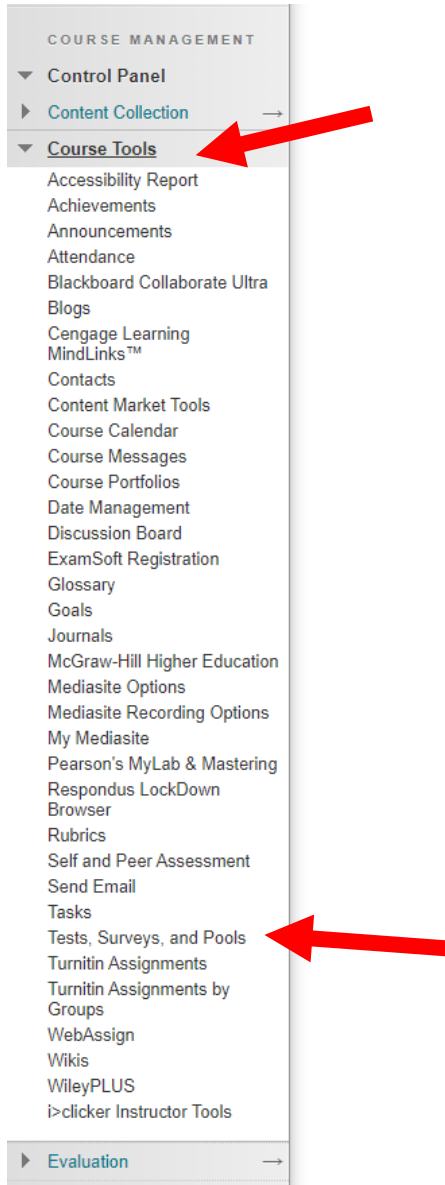 COURSE MANAGEMENT
Control Panel
Content Collection
Course Tools
Accessibility Report
Achievements
Announcements
Attendance
Blackboard Collaborate Ultra
Blogs
Cengage Learning
MindLinks™
Contacts
Content Market Tools
Course Calendar
Course Messages
Course Portfolios
Date Management
Discussion Board
ExamSoft Registration
Glossary
Goals
Journals
McGraw-Hill Higher Education
Mediasite Options
Mediasite Recording Options
My Mediasite
Pearson's MyLab & Mastering
Respondus LockDown
Browser
Rubrics
Self and Peer Assessment
Send Email
Tasks
Tests, Surveys, and Pools
Turnitin Assignments
Turnitin Assignments by
Groups
WebAssign
Wikis
WileyPLUS
i>clicker Instructor Tools
Evaluation